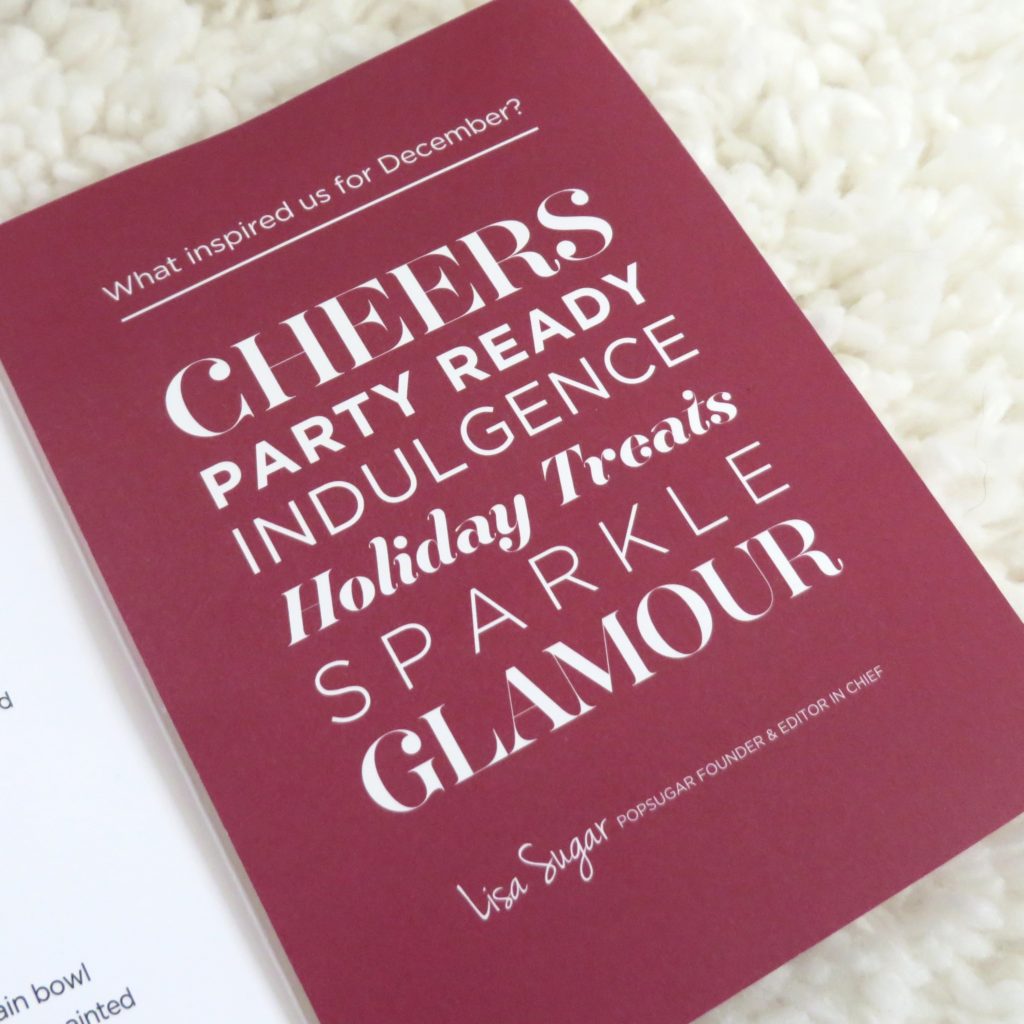 What inspired us for December?
CHEERS
PARTY READY
INDULGENCE
Holiday Treats
SPARKLE
GLAMOUR
Lisa Sugar POPSUGAR FOUNDER & EDITOR IN CHIEF
bowl